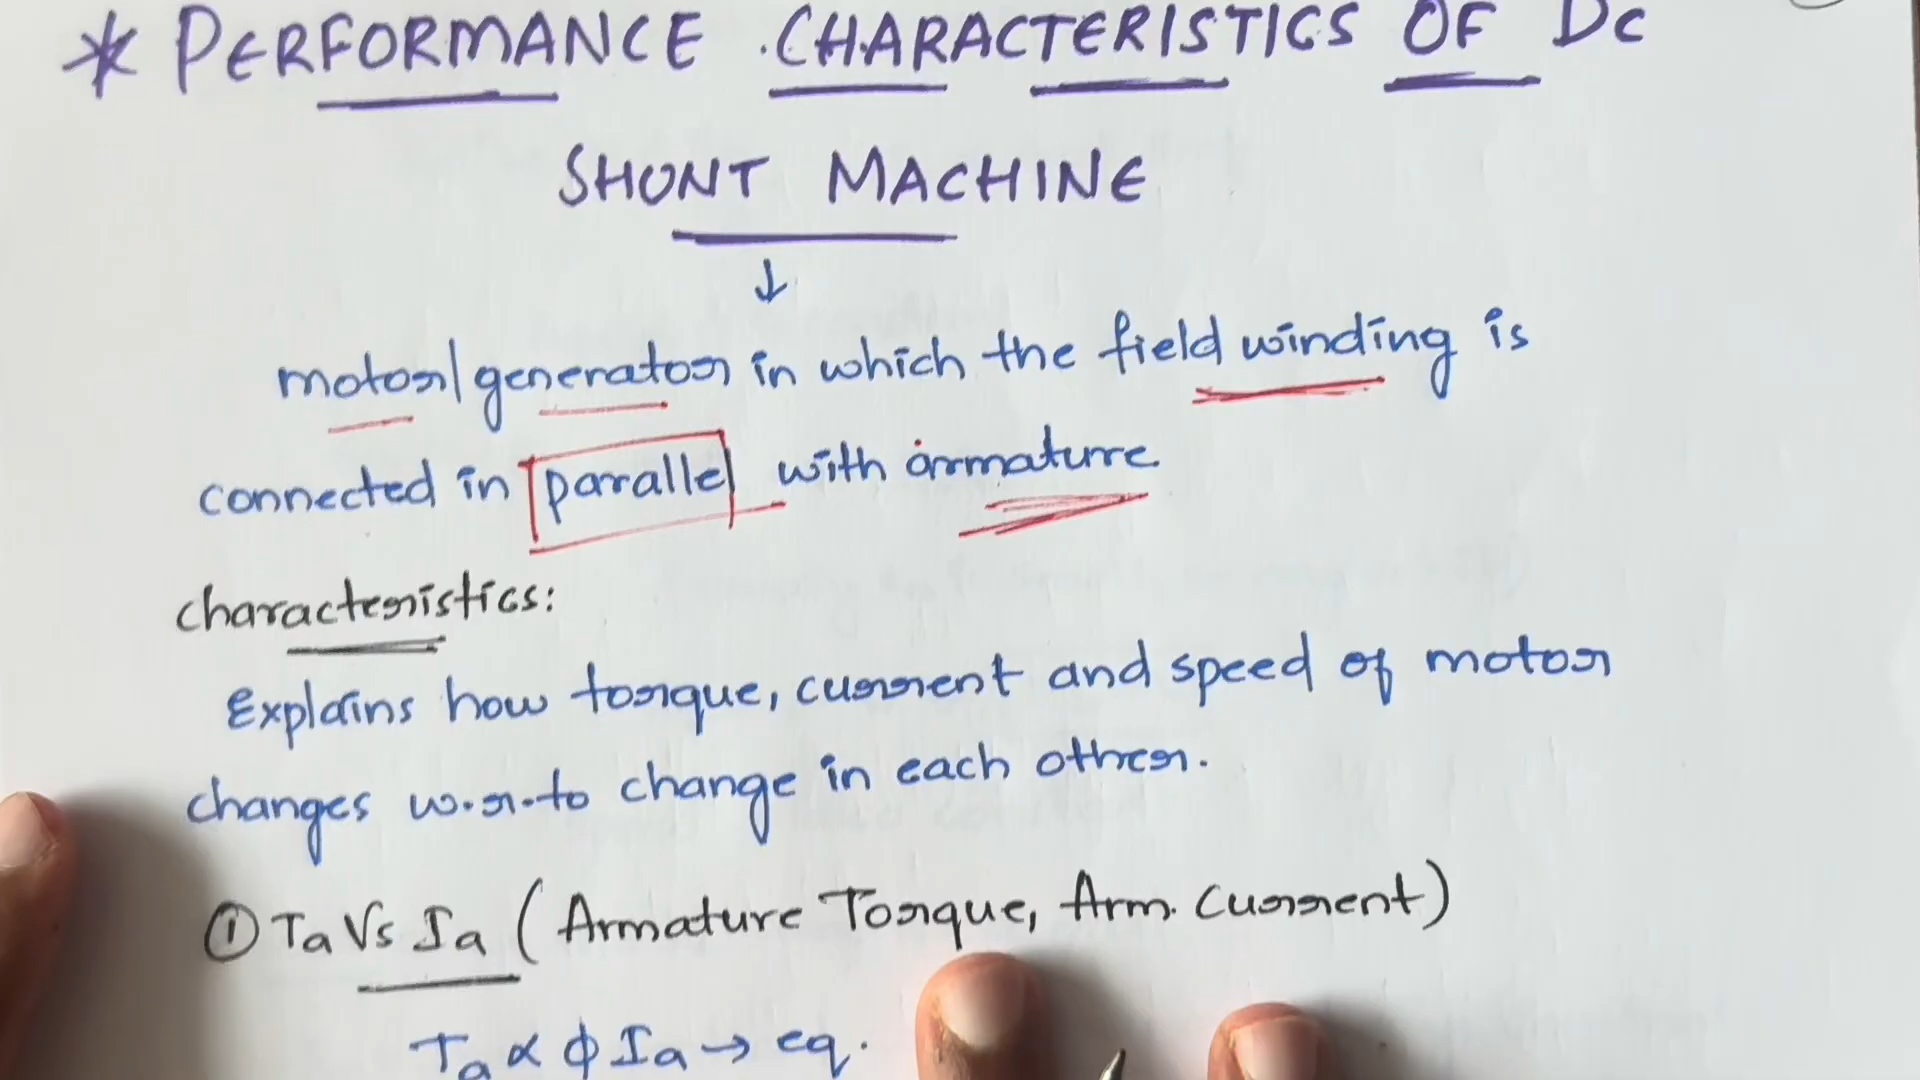 * PERFORMANCE CHARACTERISTICS OF DC
SHUNT MACHINE
↓
motor/generator in which the field winding is
connected in parallel with armature.
characteristics:
Explains how torque, current and speed of motor
changes w.r.to change in each other.
① Ta Vs Ia (Armature Torque, Arm. Current)
Ta ∝ ϕ Ia → eq.